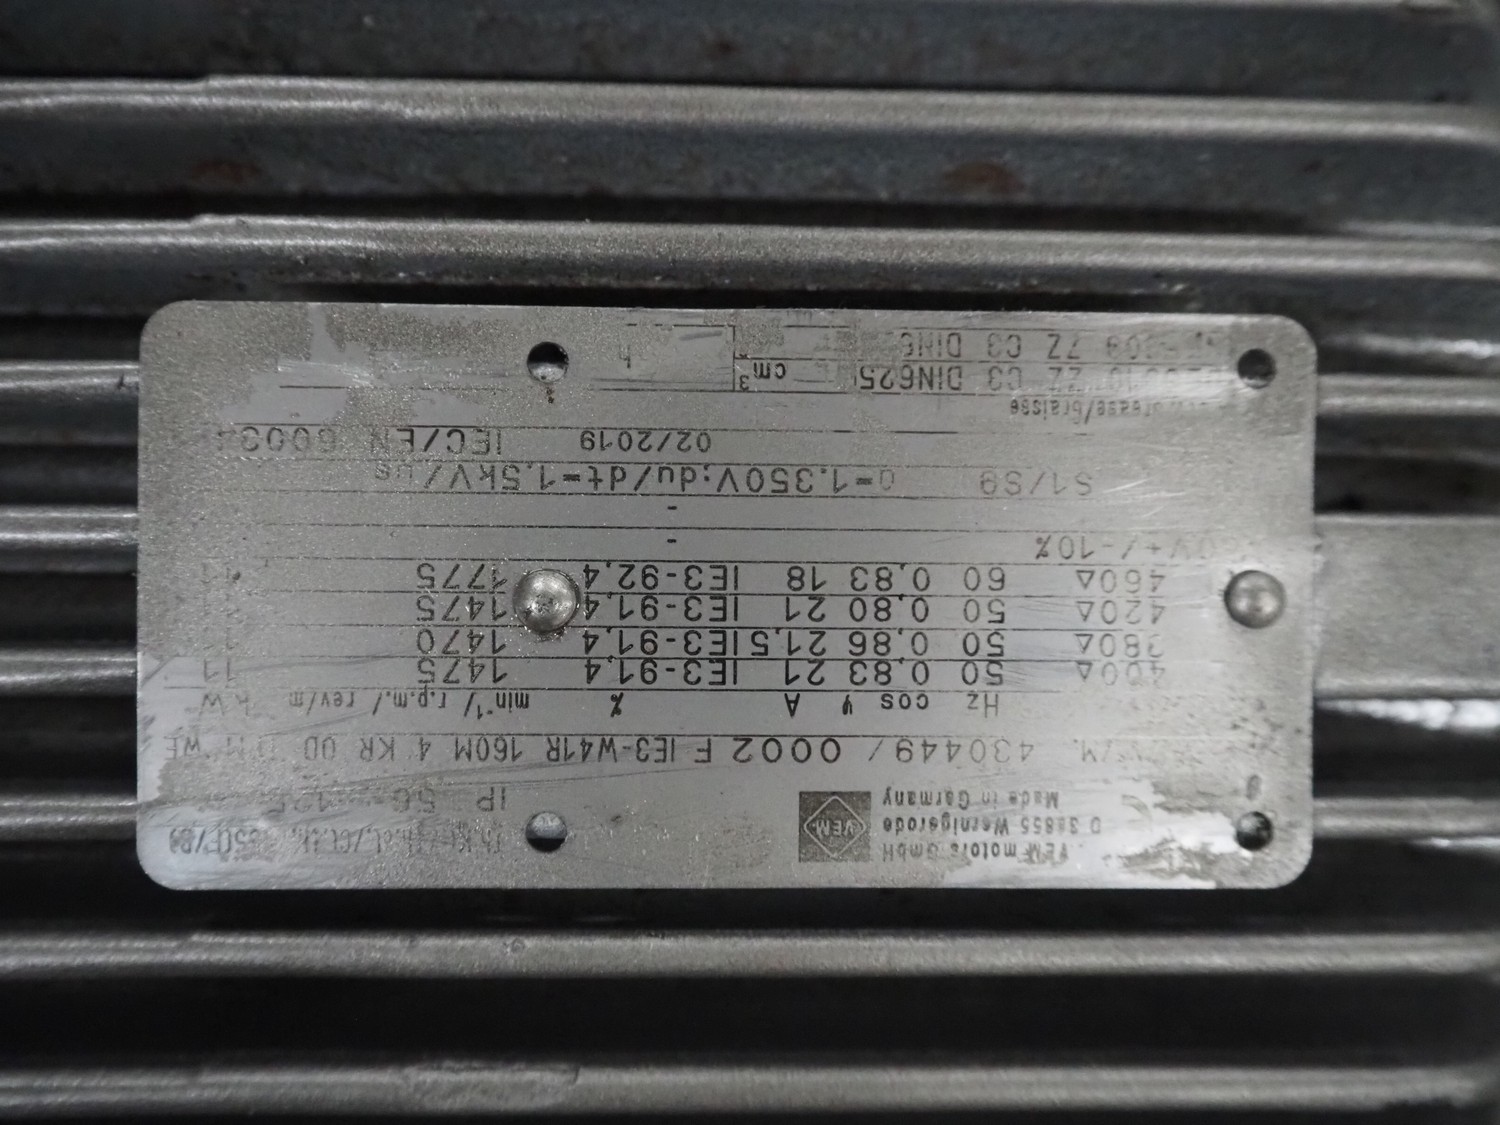 VEM motors GmbH
D 38855 Wernigerode
Made in Germany
VEM
IP
430449 / 0002 F IE3-W41R 160M 4 KR
Hz cos φ A % min⁻¹/ r.p.m./ rev/m kW
400Δ 50 0,83 21 IE3-91,4 1475 11
380Δ 50 0,86 21,5 IE3-91,4 1470
420Δ 50 0,80 21 IE3-91,4 1475
460Δ 60 0,83 18 IE3-92,4 1775
V+/-10%
-
-
S1/S9 Û=1.350V;du/dt=1.5kV/µs
02/2019 IEC/EN 60034
Grease/Graisse
ZZ C3 DIN625 cm³
C3 DIN6 h